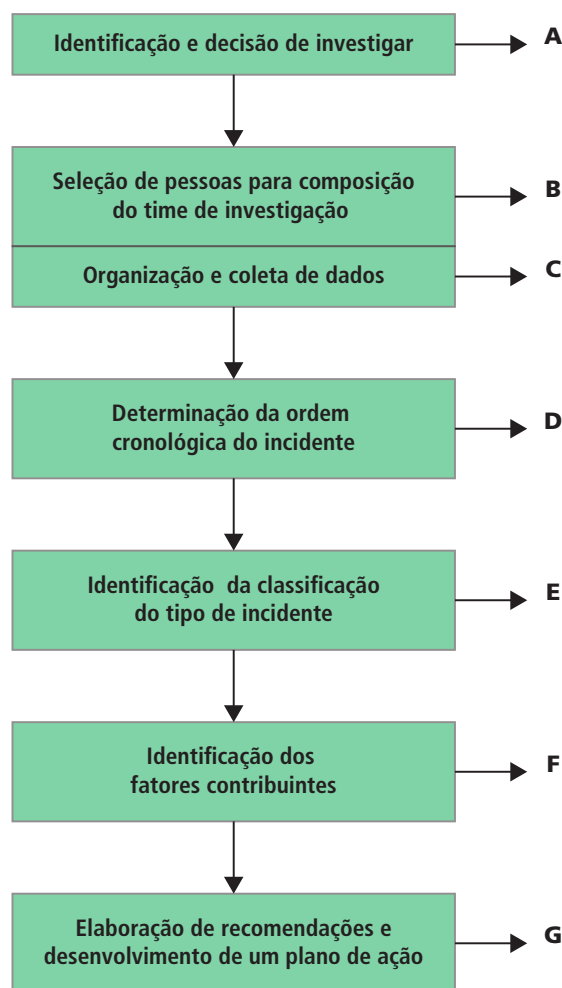 Identificação e decisão de investigar
A
Seleção de pessoas para composição
do time de investigação
B
Organização e coleta de dados
C
Determinação da ordem
cronológica do incidente
D
Identificação da classificação
do tipo de incidente
E
Identificação dos
fatores contribuintes
F
Elaboração de recomendações e
desenvolvimento de um plano de ação
G